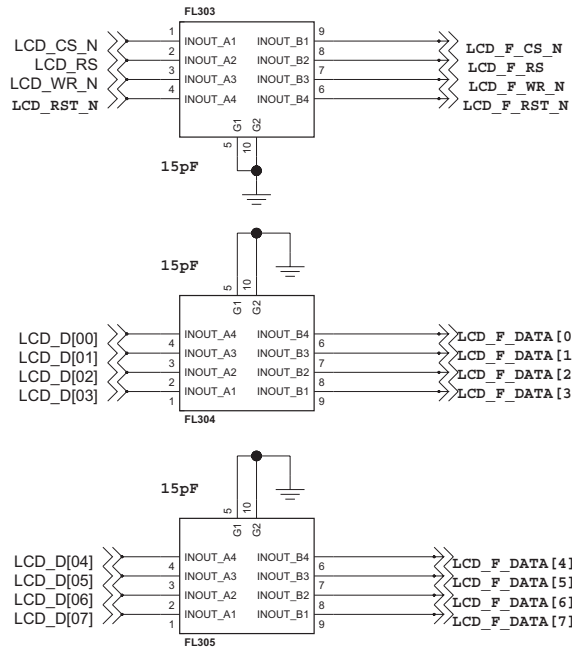 FL303
LCD_CS_N 1 INOUT_A1 INOUT_B1 9 LCD_F_CS_N
LCD_RS 2 INOUT_A2 INOUT_B2 8 LCD_F_RS
LCD_WR_N 3 INOUT_A3 INOUT_B3 7 LCD_F_WR_N
LCD_RST_N 4 INOUT_A4 INOUT_B4 6 LCD_F_RST_N
G1 G2
5 10
15pF
15pF
5 10
G1 G2
LCD_D[00] 4 INOUT_A4 INOUT_B4 6 LCD_F_DATA[0
LCD_D[01] 3 INOUT_A3 INOUT_B3 7 LCD_F_DATA[1
LCD_D[02] 2 INOUT_A2 INOUT_B2 8 LCD_F_DATA[2
LCD_D[03] 1 INOUT_A1 INOUT_B1 9 LCD_F_DATA[3
FL304
15pF
5 10
G1 G2
LCD_D[04] 4 INOUT_A4 INOUT_B4 6 LCD_F_DATA[4]
LCD_D[05] 3 INOUT_A3 INOUT_B3 7 LCD_F_DATA[5]
LCD_D[06] 2 INOUT_A2 INOUT_B2 8 LCD_F_DATA[6]
LCD_D[07] 1 INOUT_A1 INOUT_B1 9 LCD_F_DATA[7]
FL305